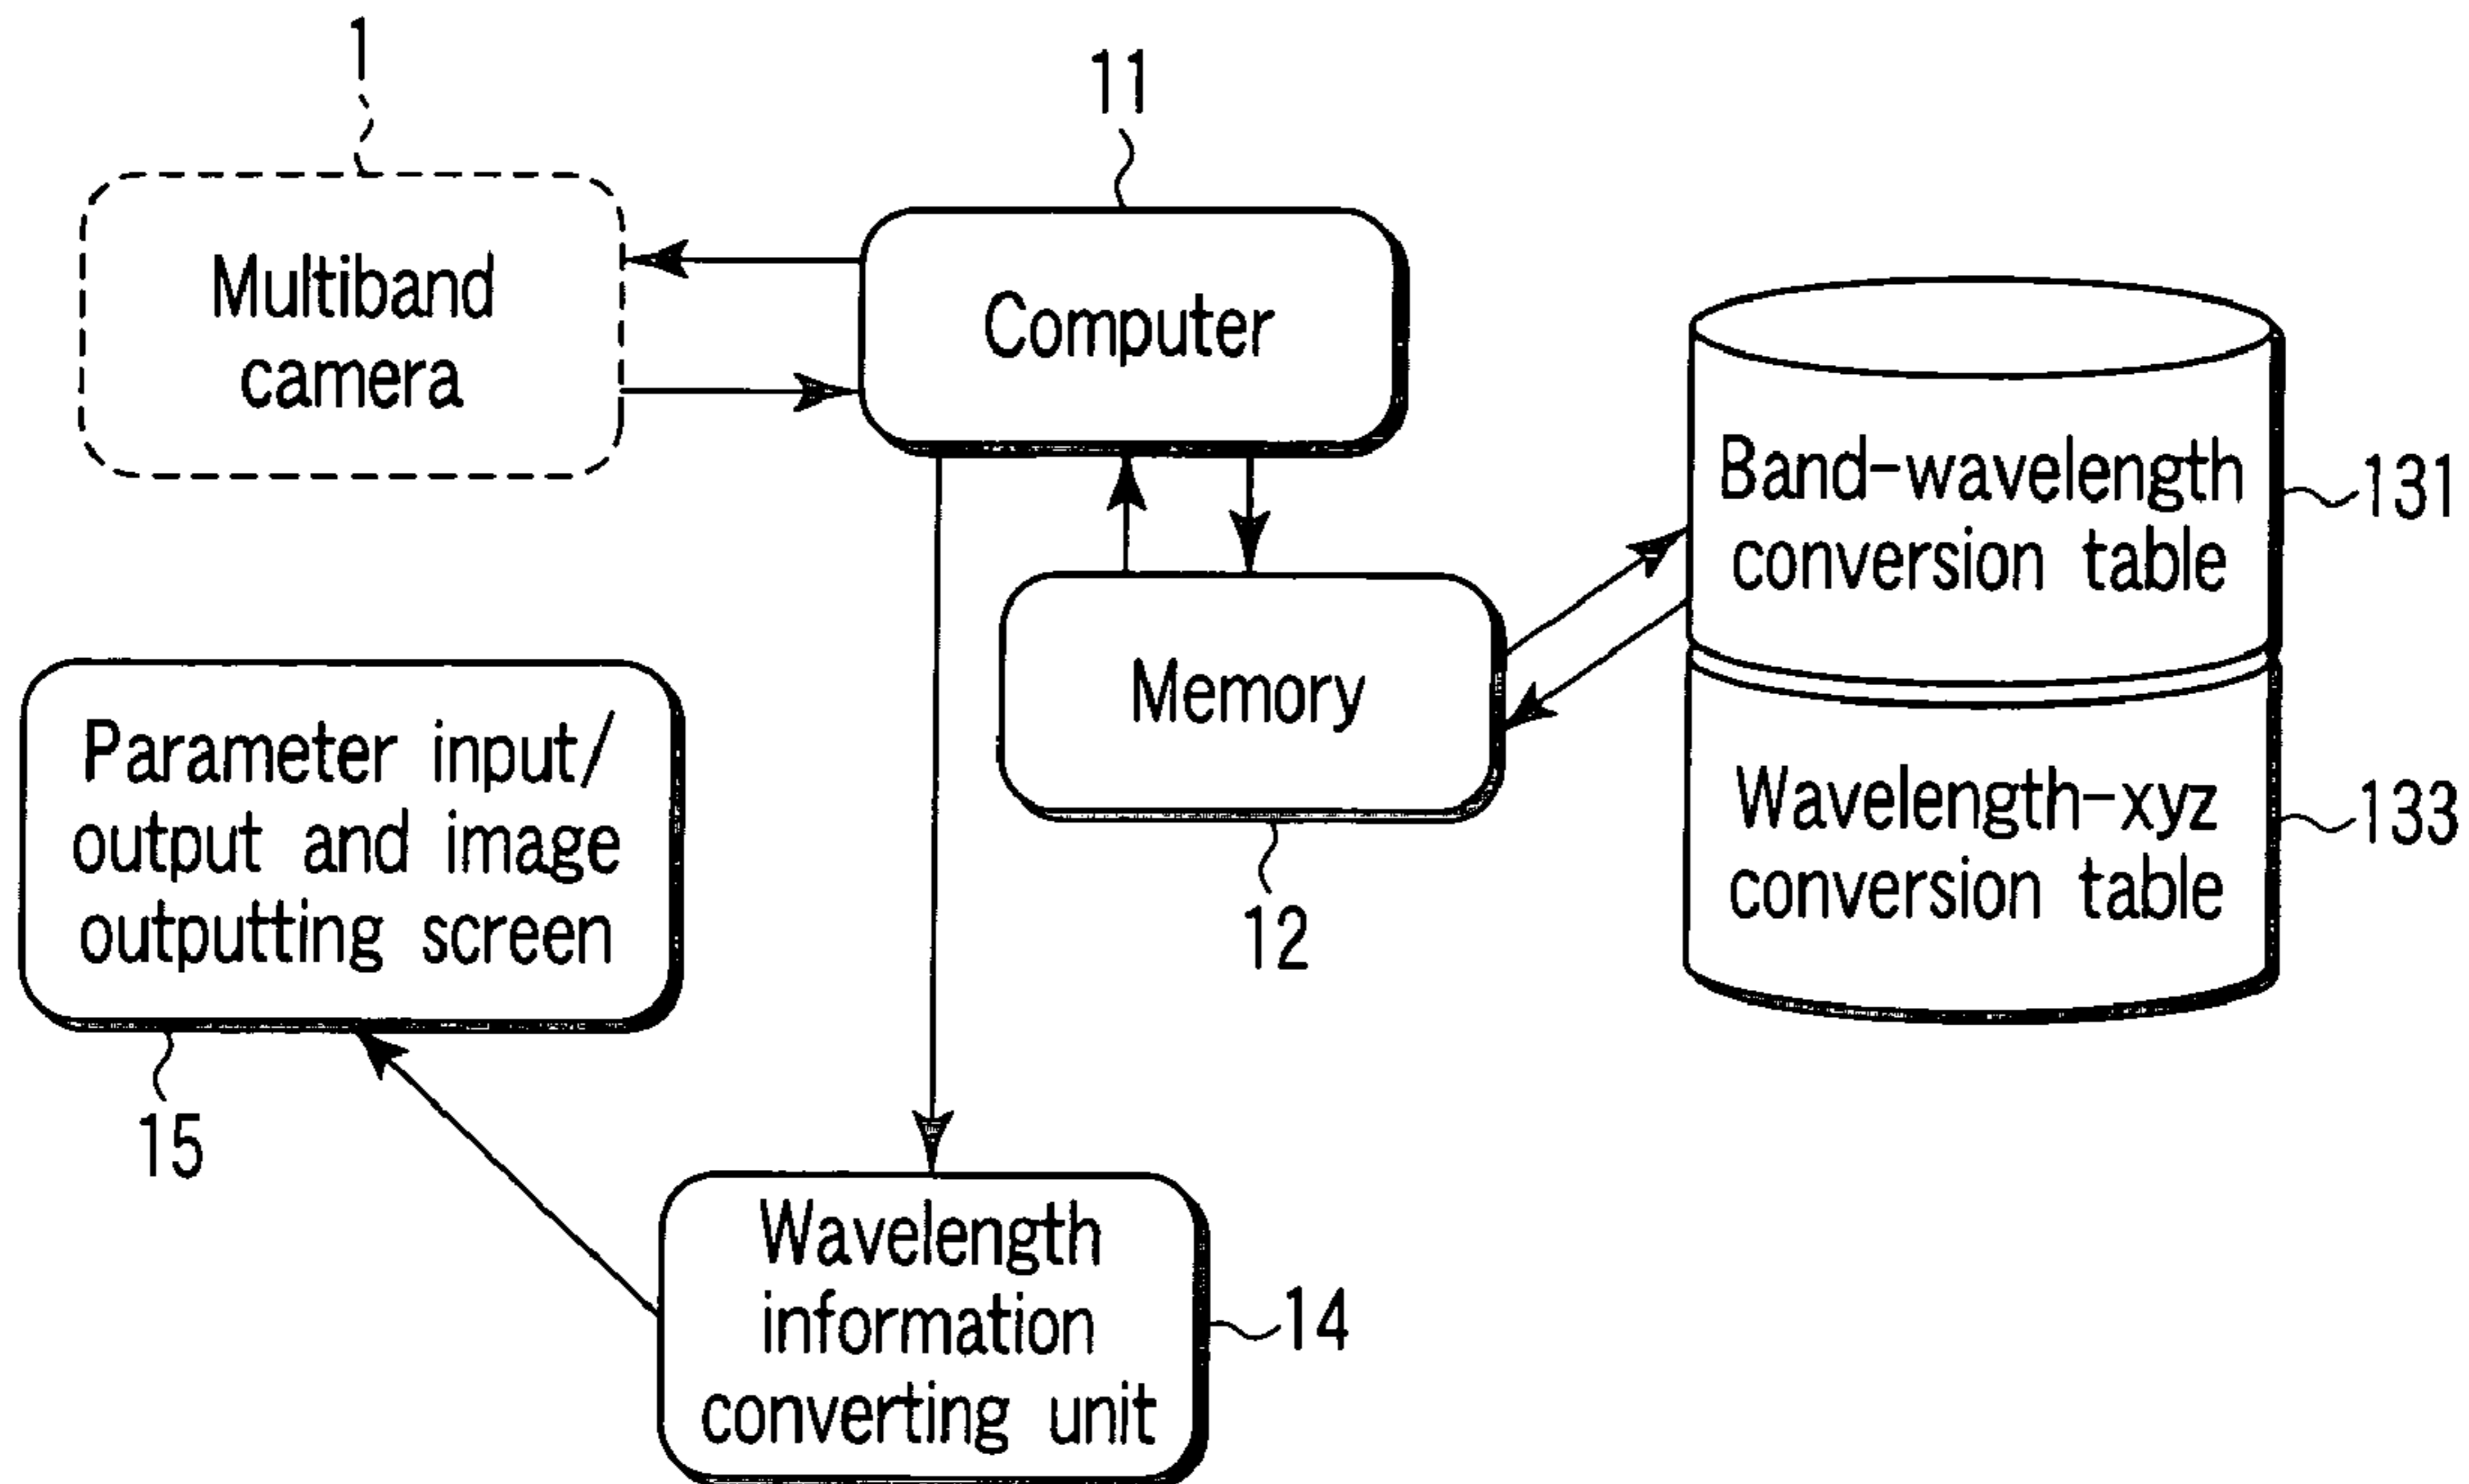 1
11
Multiband
camera
Computer
Band-wavelength
conversion table
131
Memory
12
Wavelength-xyz
conversion table
133
Parameter input/
output and image
outputting screen
15
Wavelength
information
converting unit
14